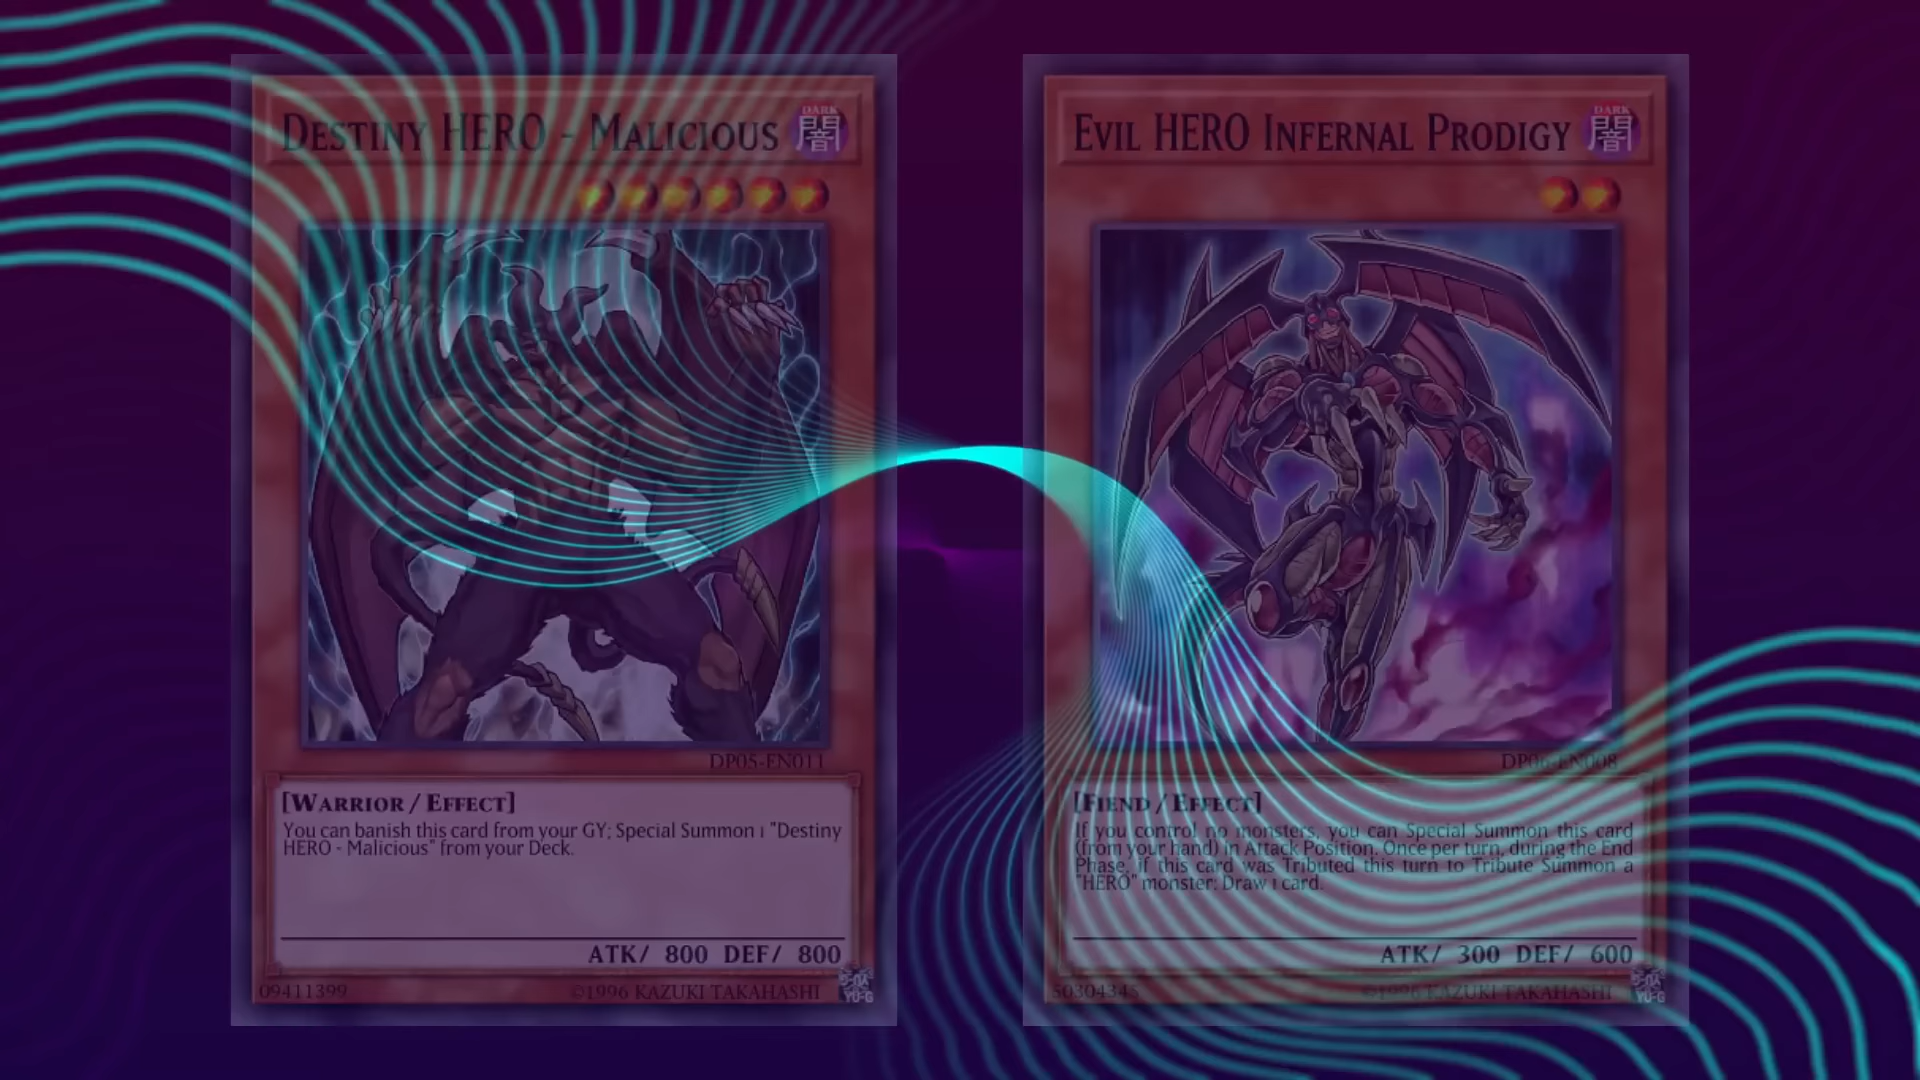 Destiny HERO - Malicious
DARK
闇
DP05-EN011
[Warrior / Effect]
You can banish this card from your GY; Special Summon 1 "Destiny
HERO - Malicious" from your Deck.
ATK/ 800 DEF/ 800
09411399
©1996 KAZUKI TAKAHASHI
Evil HERO Infernal Prodigy
DARK
闇
DP06-EN008
[Fiend / Effect]
If you control no monsters, you can Special Summon this card
(from your hand) in Attack Position. Once per turn, during the End
Phase, if this card was Tributed this turn to Tribute Summon a
"HERO" monster: Draw 1 card.
ATK/ 300 DEF/ 600
50304345
©1996 KAZUKI TAKAHASHI